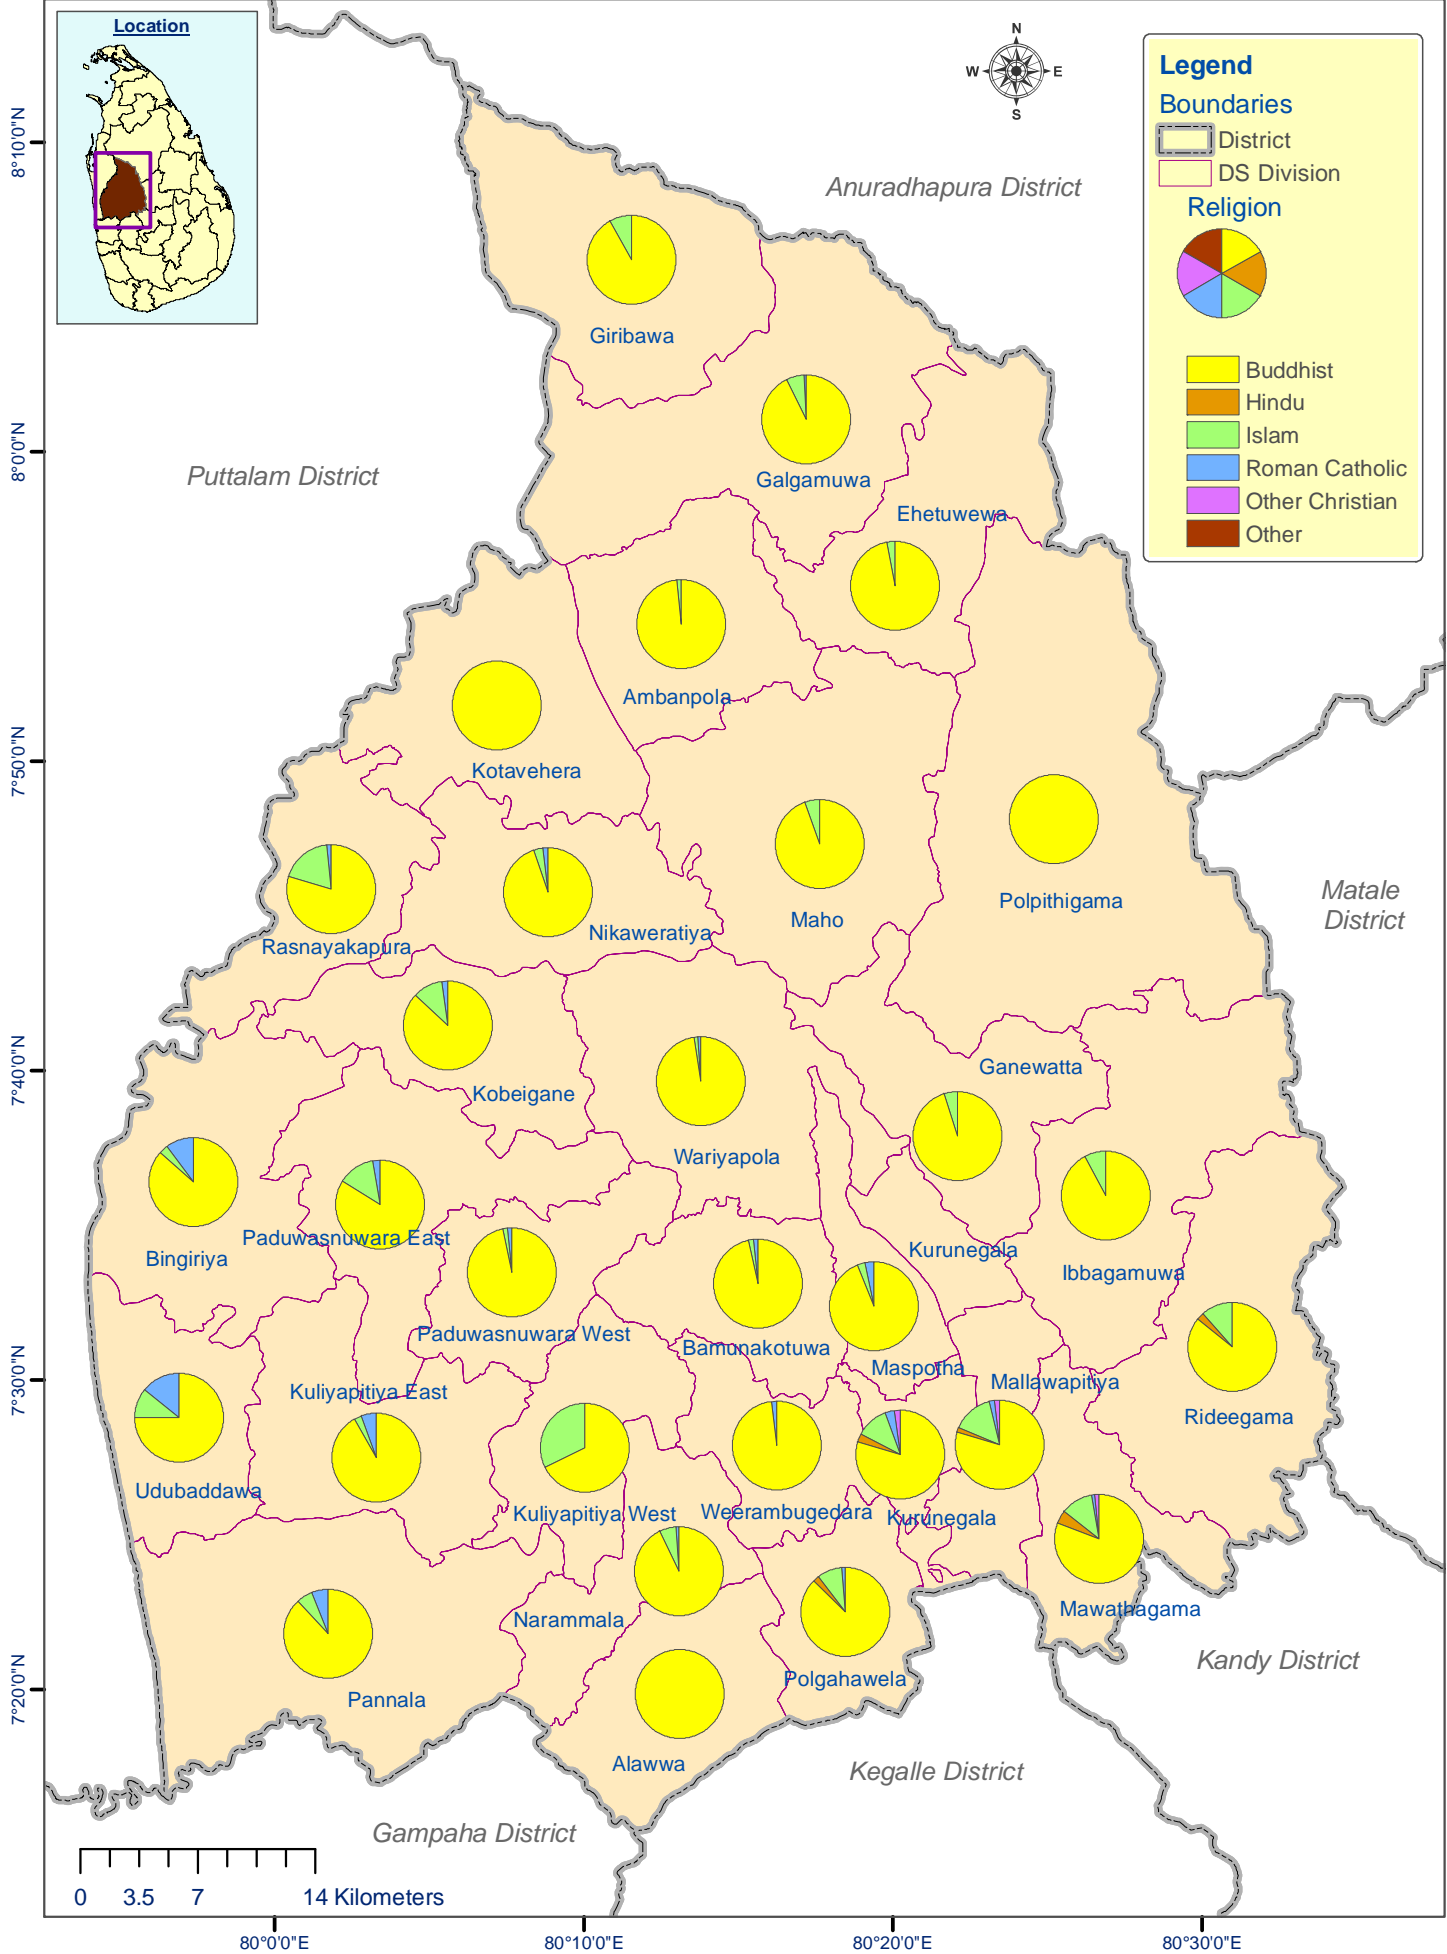 Location
N
W
E
S
Legend
Boundaries
District
DS Division
Religion
Buddhist
Hindu
Islam
Roman Catholic
Other Christian
Other
8°10'0"N
8°0'0"N
7°50'0"N
7°40'0"N
7°30'0"N
7°20'0"N
Anuradhapura District
Puttalam District
Matale
District
Kandy District
Kegalle District
Gampaha District
Giribawa
Galgamuwa
Ehetuwewa
Ambanpola
Kotavehera
Polpithigama
Maho
Nikaweratiya
Rasnayakapura
Ganewatta
Kobeigane
Wariyapola
Paduwasnuwara East
Kurunegala
Bingiriya
Ibbagamuwa
Paduwasnuwara West
Bamunakotuwa
Maspotha
Mallawapitiya
Kuliyapitiya East
Rideegama
Udubaddawa
Kuliyapitiya West
Weerambugedara
Kurunegala
Mawathagama
Narammala
Polgahawela
Pannala
Alawwa
0
3.5
7
14 Kilometers
80°0'0"E
80°10'0"E
80°20'0"E
80°30'0"E